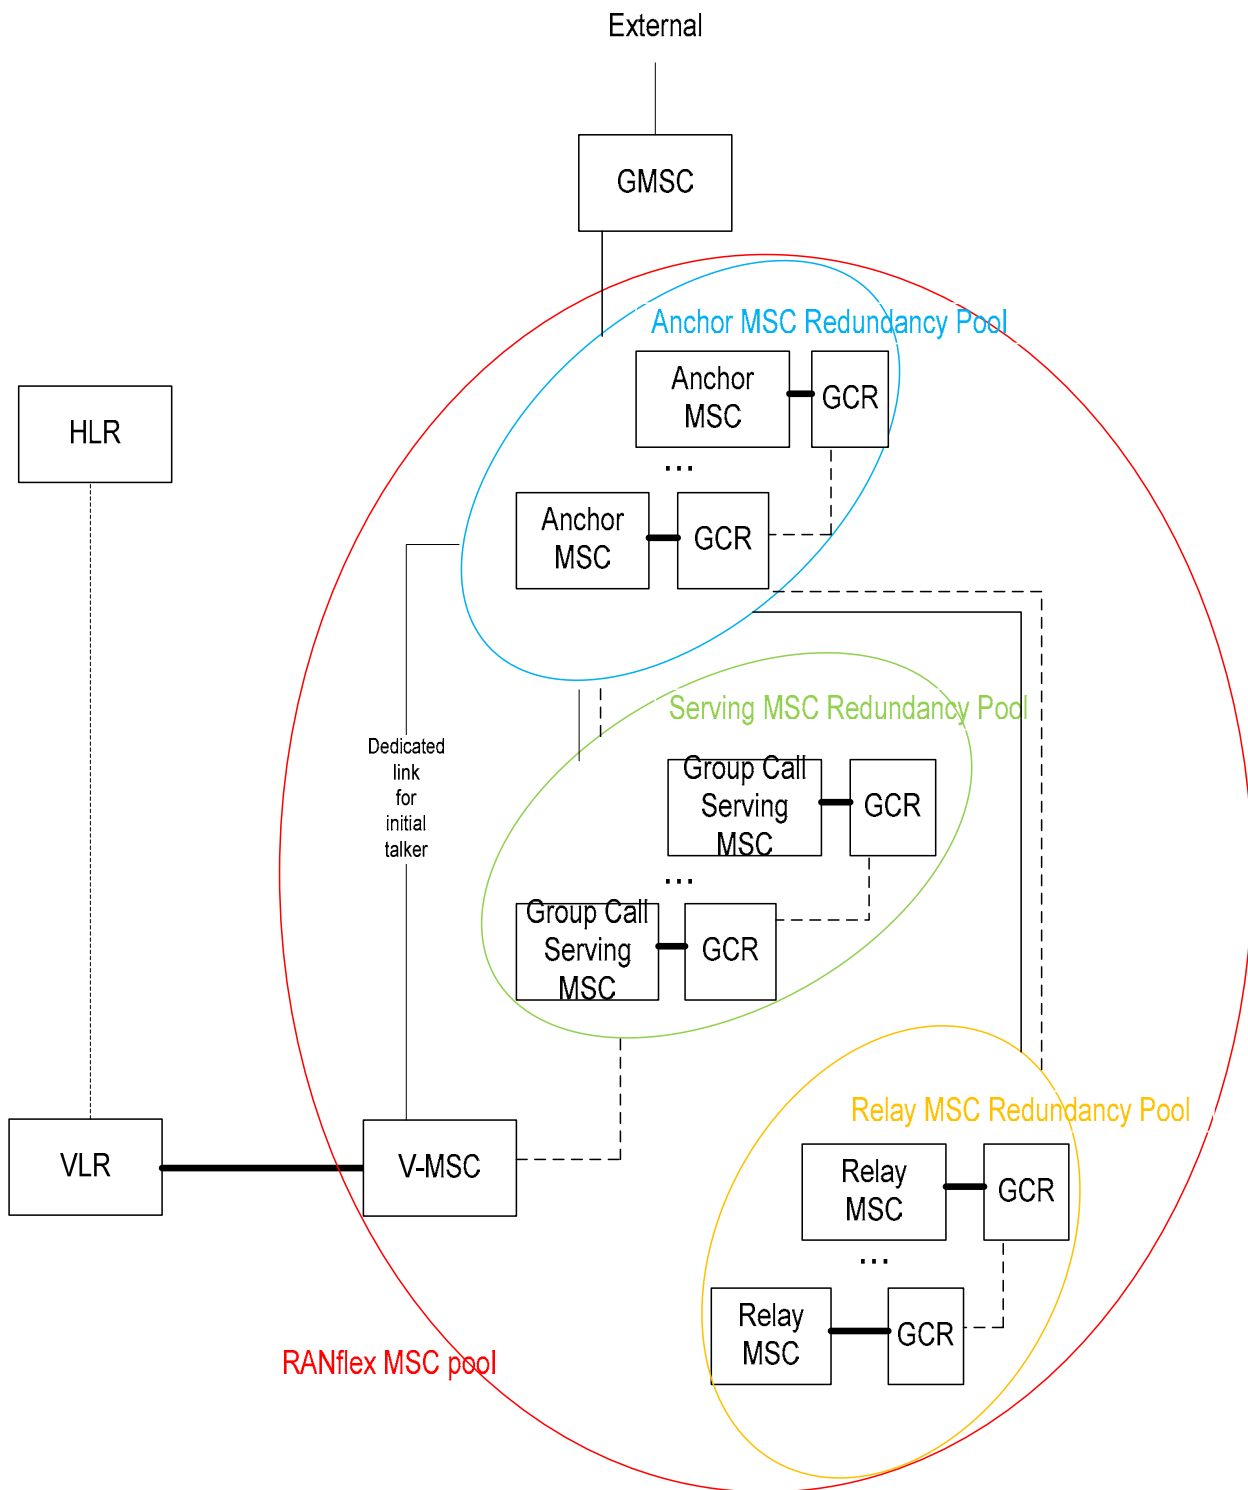 External
GMSC
Anchor MSC Redundancy Pool
Anchor
MSC
GCR
HLR
...
Anchor
MSC
GCR
Serving MSC Redundancy Pool
Dedicated
link
for
initial
talker
Group Call
Serving
MSC
GCR
...
Group Call
Serving
MSC
GCR
Relay MSC Redundancy Pool
VLR
V-MSC
Relay
MSC
GCR
...
Relay
MSC
GCR
RANflex MSC pool